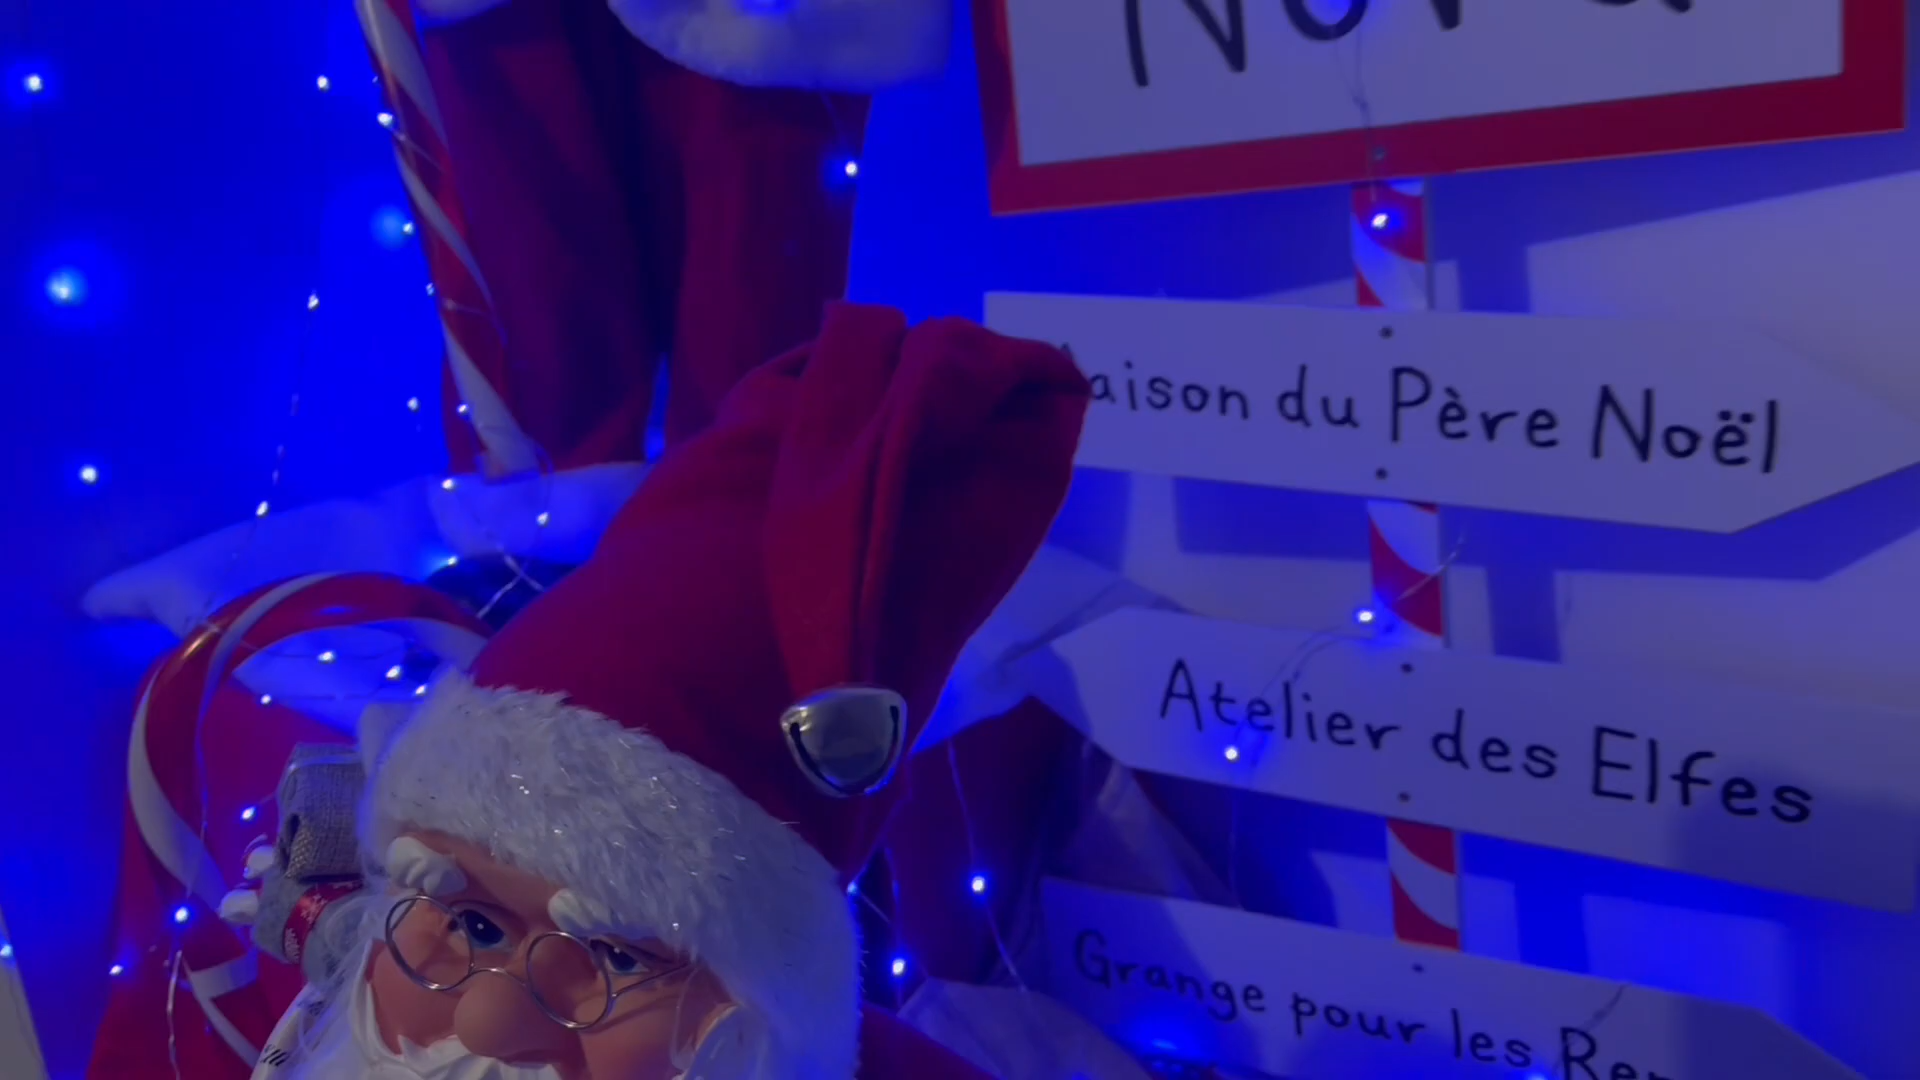 aison du Père Noël
Atelier des Elfes
Grange pour les